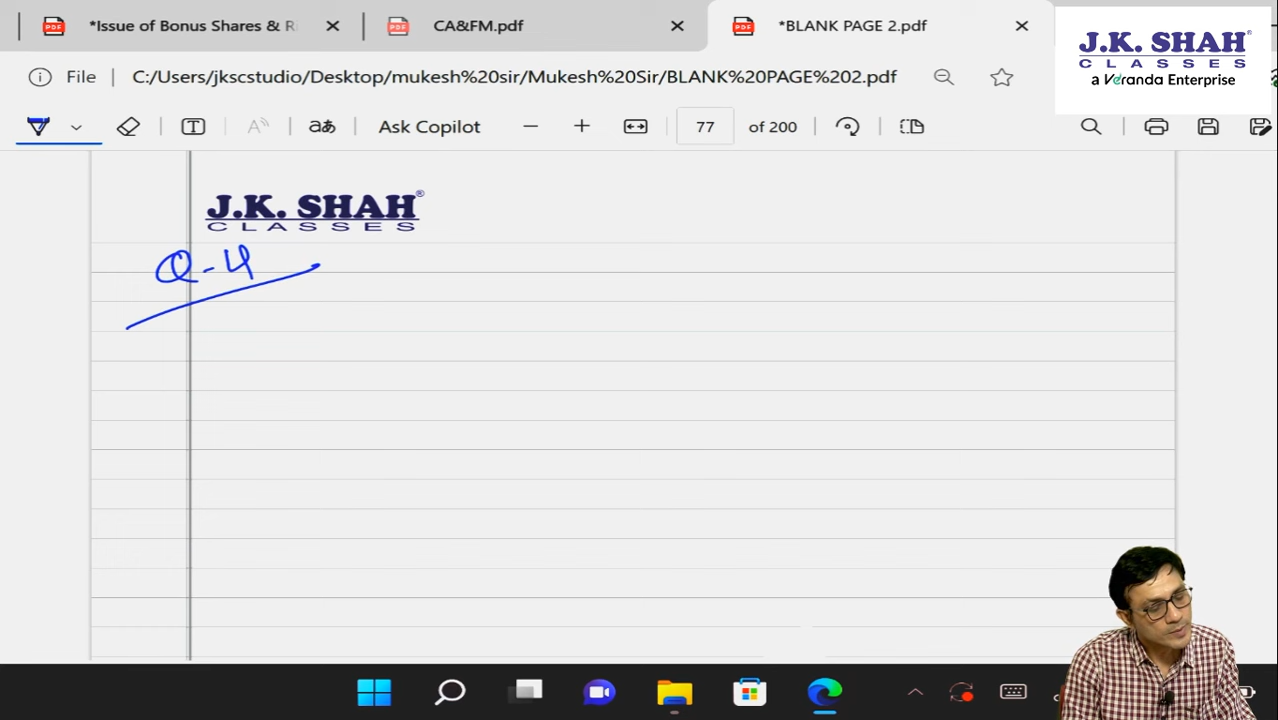 *Issue of Bonus Shares & Ri
CA&FM.pdf
*BLANK PAGE 2.pdf
J.K. SHAH®
CLASSES
a Veranda Enterprise
File
C:/Users/jkscstudio/Desktop/mukesh%20sir/Mukesh%20Sir/BLANK%20PAGE%202.pdf
Ask Copilot
77
of 200
J.K. SHAH®
CLASSES
Q-4